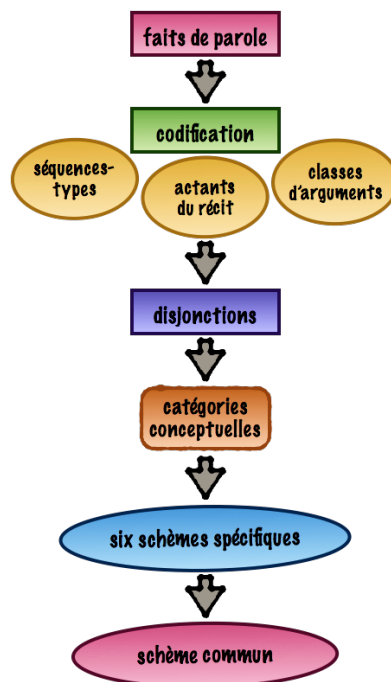 faits de parole
codification
séquences-
types
actants
du récit
classes
d'arguments
disjonctions
catégories
conceptuelles
six schèmes spécifiques
schème commun